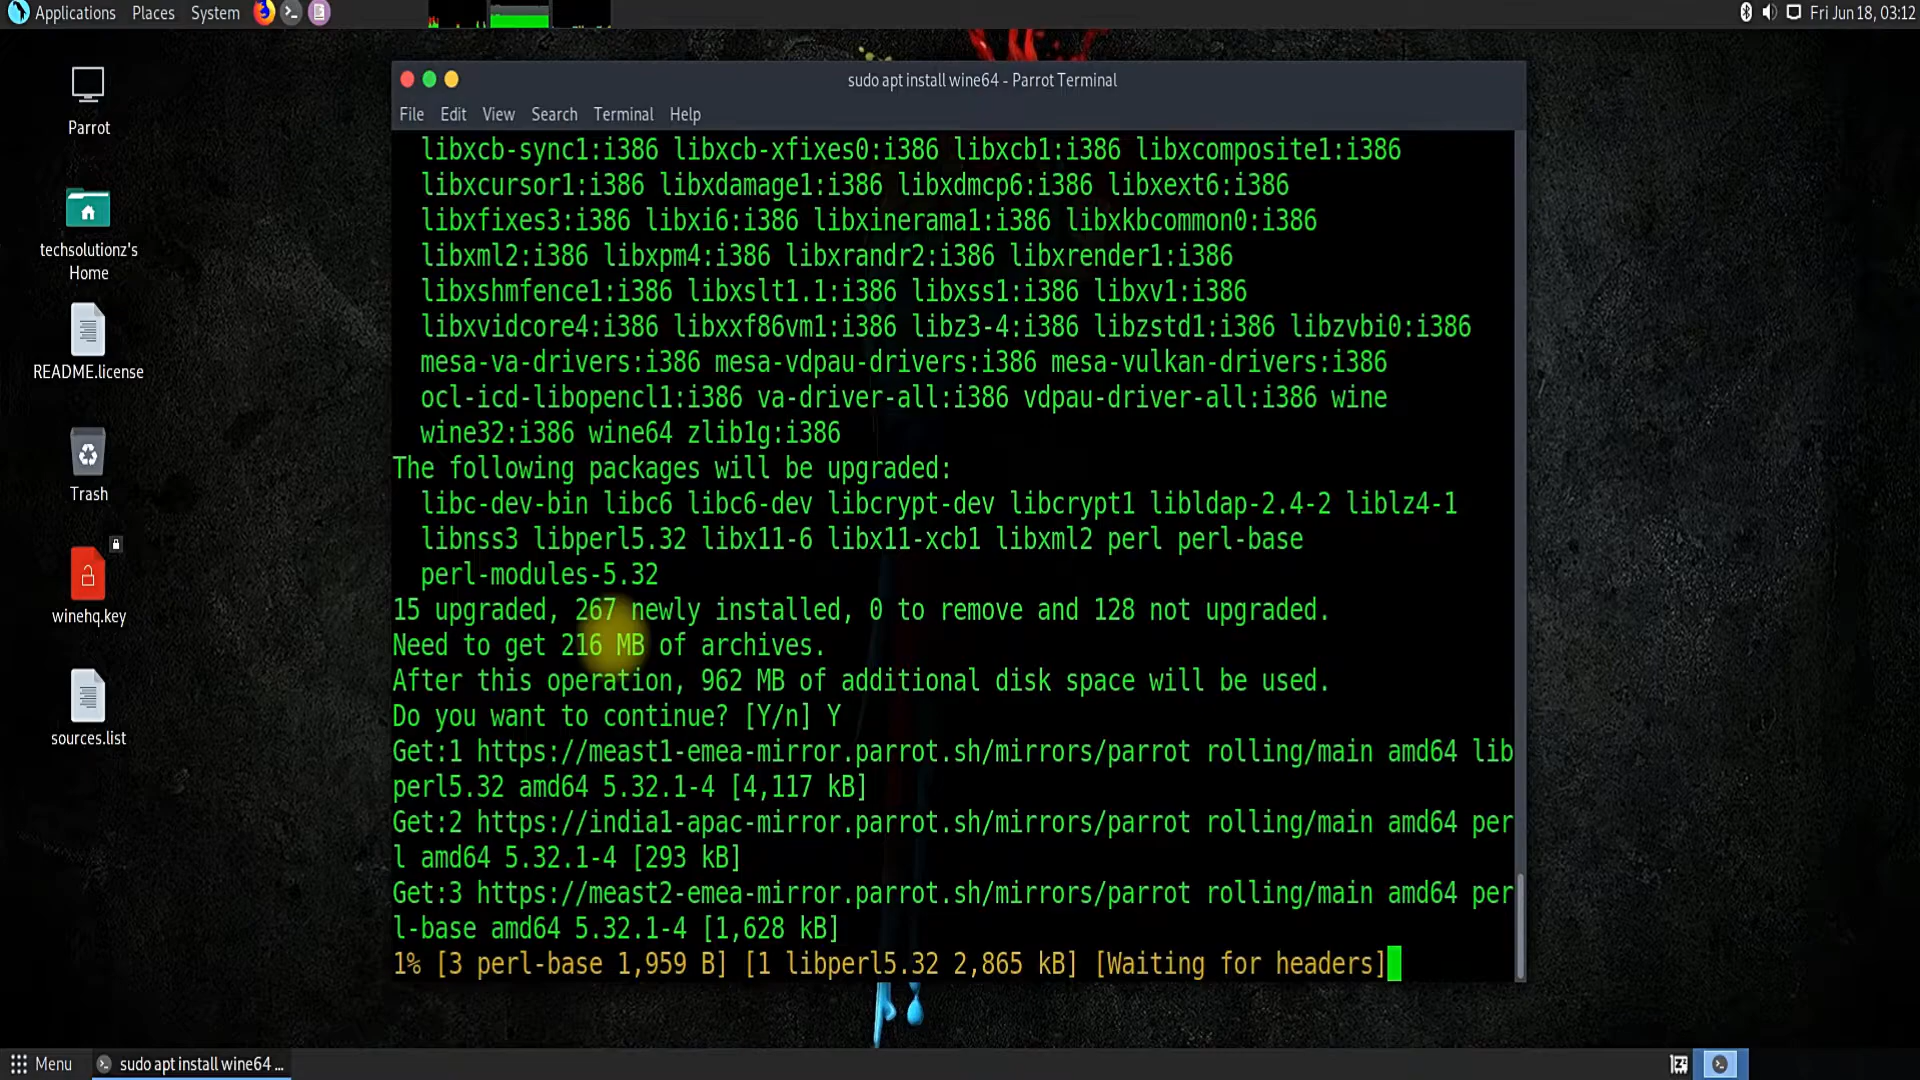 Applications Places System
Fri Jun 18, 03:12
sudo apt install wine64 - Parrot Terminal
File Edit View Search Terminal Help
Parrot
techsolutionz's
Home
README.license
Trash
winehq.key
sources.list
libxcb-sync1:i386 libxcb-xfixes0:i386 libxcb1:i386 libxcomposite1:i386
libxcursor1:i386 libxdamage1:i386 libxdmcp6:i386 libxext6:i386
libxfixes3:i386 libxi6:i386 libxinerama1:i386 libxkbcommon0:i386
libxml2:i386 libxpm4:i386 libxrandr2:i386 libxrender1:i386
libxshmfence1:i386 libxslt1.1:i386 libxss1:i386 libxv1:i386
libxvidcore4:i386 libxxf86vm1:i386 libz3-4:i386 libzstd1:i386 libzvbi0:i386
mesa-va-drivers:i386 mesa-vdpau-drivers:i386 mesa-vulkan-drivers:i386
ocl-icd-libopencl1:i386 va-driver-all:i386 vdpau-driver-all:i386 wine
wine32:i386 wine64 zlib1g:i386
The following packages will be upgraded:
libc-dev-bin libc6 libc6-dev libcrypt-dev libcrypt1 libldap-2.4-2 liblz4-1
libnss3 libperl5.32 libx11-6 libx11-xcb1 libxml2 perl perl-base
perl-modules-5.32
15 upgraded, 267 newly installed, 0 to remove and 128 not upgraded.
Need to get 216 MB of archives.
After this operation, 962 MB of additional disk space will be used.
Do you want to continue? [Y/n] Y
Get:1 https://meast1-emea-mirror.parrot.sh/mirrors/parrot rolling/main amd64 lib
perl5.32 amd64 5.32.1-4 [4,117 kB]
Get:2 https://india1-apac-mirror.parrot.sh/mirrors/parrot rolling/main amd64 per
l amd64 5.32.1-4 [293 kB]
Get:3 https://meast2-emea-mirror.parrot.sh/mirrors/parrot rolling/main amd64 per
l-base amd64 5.32.1-4 [1,628 kB]
1% [3 perl-base 1,959 B] [1 libperl5.32 2,865 kB] [Waiting for headers]
Menu
sudo apt install wine64 ...